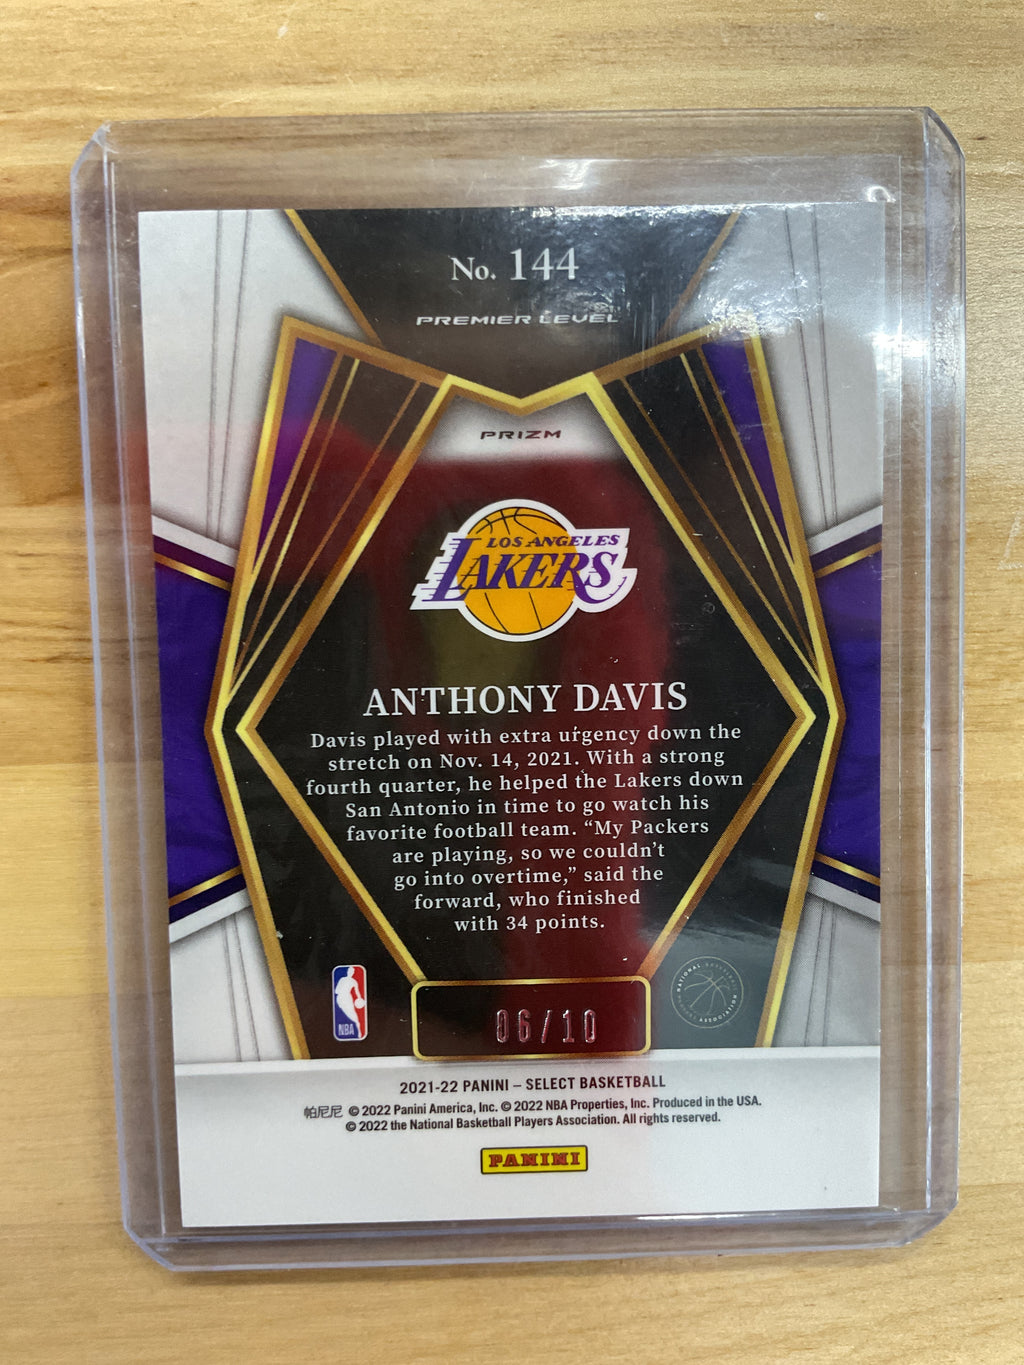 No. 144
PREMIER LEVEL
PRIZM
LOS ANGELES
LAKERS
ANTHONY DAVIS
Davis played with extra urgency down the
stretch on Nov. 14, 2021. With a strong
fourth quarter, he helped the Lakers down
San Antonio in time to go watch his
favorite football team. “My Packers
are playing, so we couldn’t
go into overtime,” said the
forward, who finished
with 34 points.
NBA
06/10
2021-22 PANINI – SELECT BASKETBALL
帕尼尼 © 2022 Panini America, Inc. © 2022 NBA Properties, Inc. Produced in the USA.
© 2022 the National Basketball Players Association. All rights reserved.
PANINI